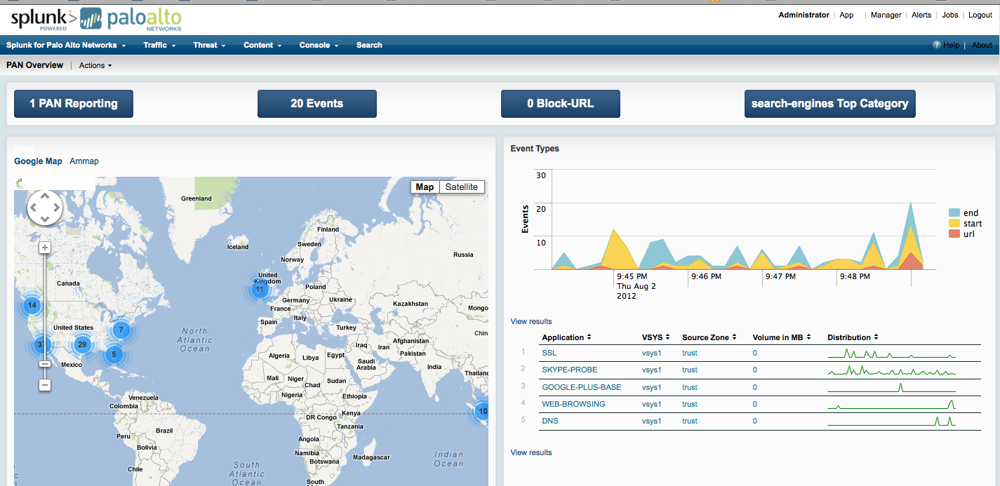 splunk> paloalto
POWERED NETWORKS
Administrator | App | Manager | Alerts | Jobs | Logout
Splunk for Palo Alto Networks Traffic Threat Content Console Search
? Help | About
PAN Overview | Actions
1 PAN Reporting
20 Events
0 Block-URL
search-engines Top Category
Maps
Google Map Ammap
Map Satellite
Greenland
Iceland
Finland
Sweden
Norway
Russia
United
Kingdom
11
Canada
14
Poland
Germany
Ukraine
France
Kazakhstan
Mongo
Italy
Spain
United States
7
Turkey
China
North
Atlantic
Ocean
29
5
Iraq
Iran
Afghanistan
Pakistan
Mexico
Algeria
Libya
Egypt
Saudi
Arabia
India
Thailand
Mali
Niger
Chad
Sudan
Nigeria
Ethiopia
Venezuela
Colombia
10
Kenya
DR Congo
Tanzania
Brazil
Peru
Angola
Bolivia
Namibia
Botswana
Madagascar
Indian
Ocean
Chile
South
Atlantic
Ocean
South
Event Types
30
20
10
Events
end
start
url
9:45 PM 9:46 PM 9:47 PM 9:48 PM
Thu Aug 2
2012
View results
Application VSYS Source Zone Volume in MB Distribution
1 SSL vsys1 trust 0
2 SKYPE-PROBE vsys1 trust 0
3 GOOGLE-PLUS-BASE vsys1 trust 0
4 WEB-BROWSING vsys1 trust 0
5 DNS vsys1 trust 0
View results